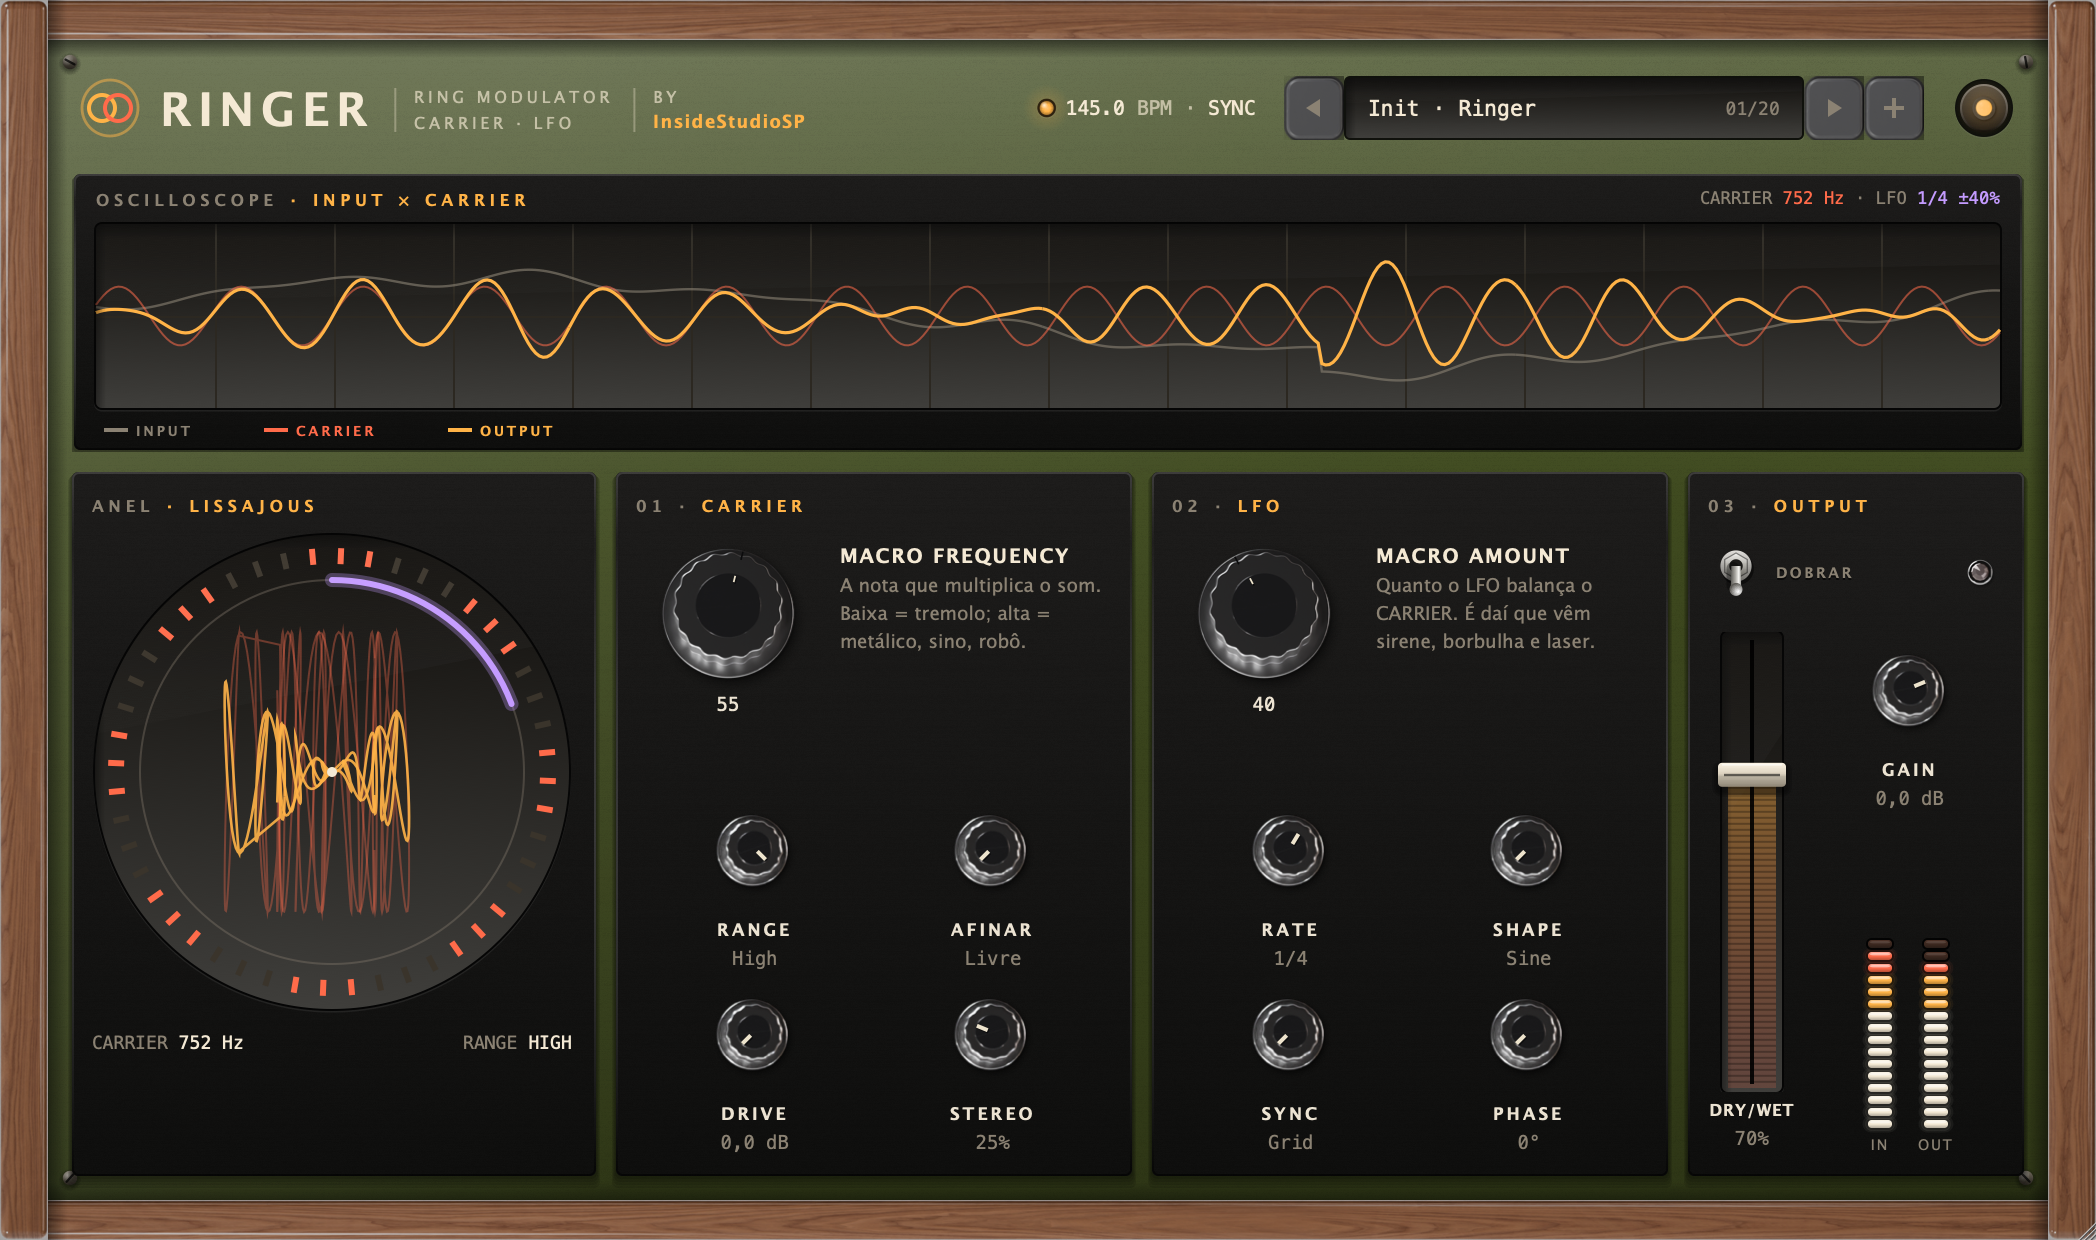 RINGER
RING MODULATOR
CARRIER · LFO
BY
InsideStudioSP
145.0 BPM · SYNC
Init · Ringer
01/20
OSCILLOSCOPE · INPUT × CARRIER
CARRIER 752 Hz · LFO 1/4 ±40%
INPUT
CARRIER
OUTPUT
ANEL · LISSAJOUS
CARRIER 752 Hz
RANGE HIGH
01 · CARRIER
MACRO FREQUENCY
A nota que multiplica o som.
Baixa = tremolo; alta =
metálico, sino, robô.
55
RANGE
High
AFINAR
Livre
DRIVE
0,0 dB
STEREO
25%
02 · LFO
MACRO AMOUNT
Quanto o LFO balança o
CARRIER. É daí que vêm
sirene, borbulha e laser.
40
RATE
1/4
SHAPE
Sine
SYNC
Grid
PHASE
0°
03 · OUTPUT
DOBRAR
GAIN
0,0 dB
DRY/WET
70%
IN
OUT